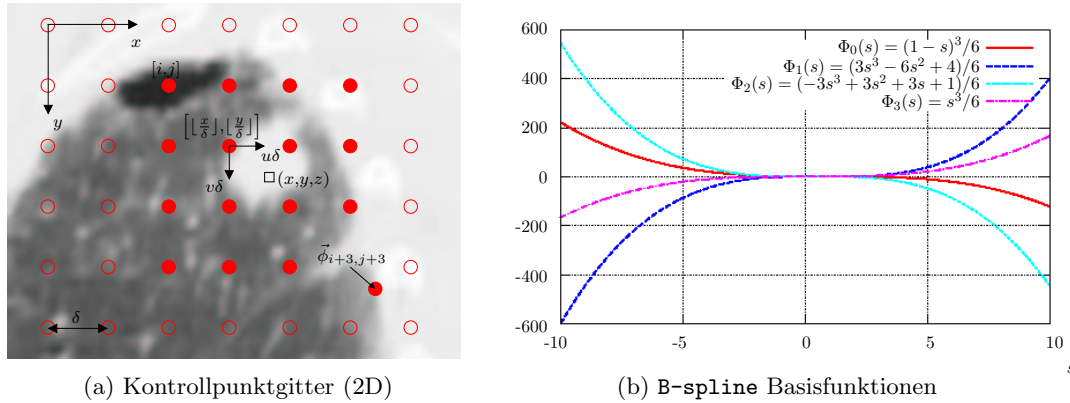 x
[i,j]
y
[⌊x/δ⌋,⌊y/δ⌋]
uδ
vδ
(x,y,z)
ϕ⃗i+3,j+3
δ
(a) Kontrollpunktgitter (2D)
600
400
200
0
-200
-400
-600
-10
-5
0
5
10
s
Φ0(s) = (1 − s)³/6
Φ1(s) = (3s³ − 6s² + 4)/6
Φ2(s) = (−3s³ + 3s² + 3s + 1)/6
Φ3(s) = s³/6
(b) B-spline Basisfunktionen